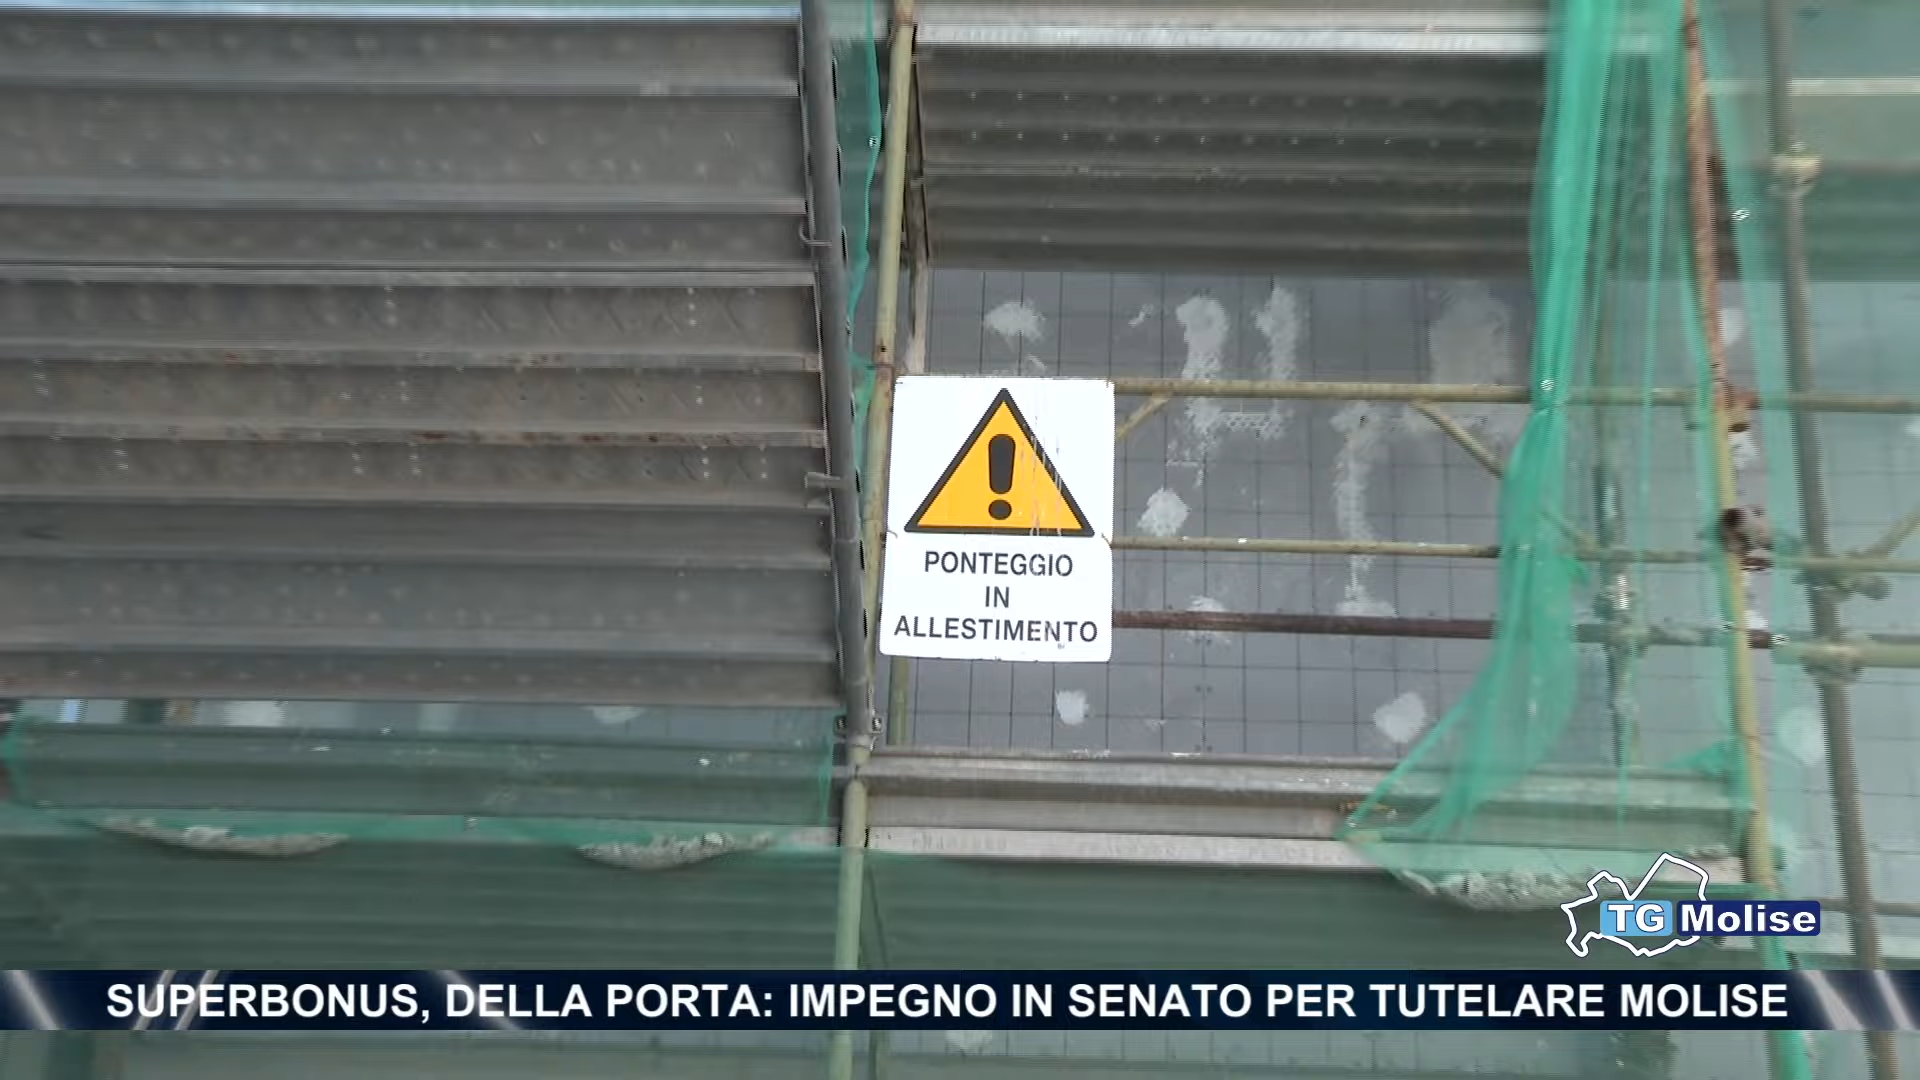 PONTEGGIO
IN
ALLESTIMENTO
TG Molise
SUPERBONUS, DELLA PORTA: IMPEGNO IN SENATO PER TUTELARE MOLISE